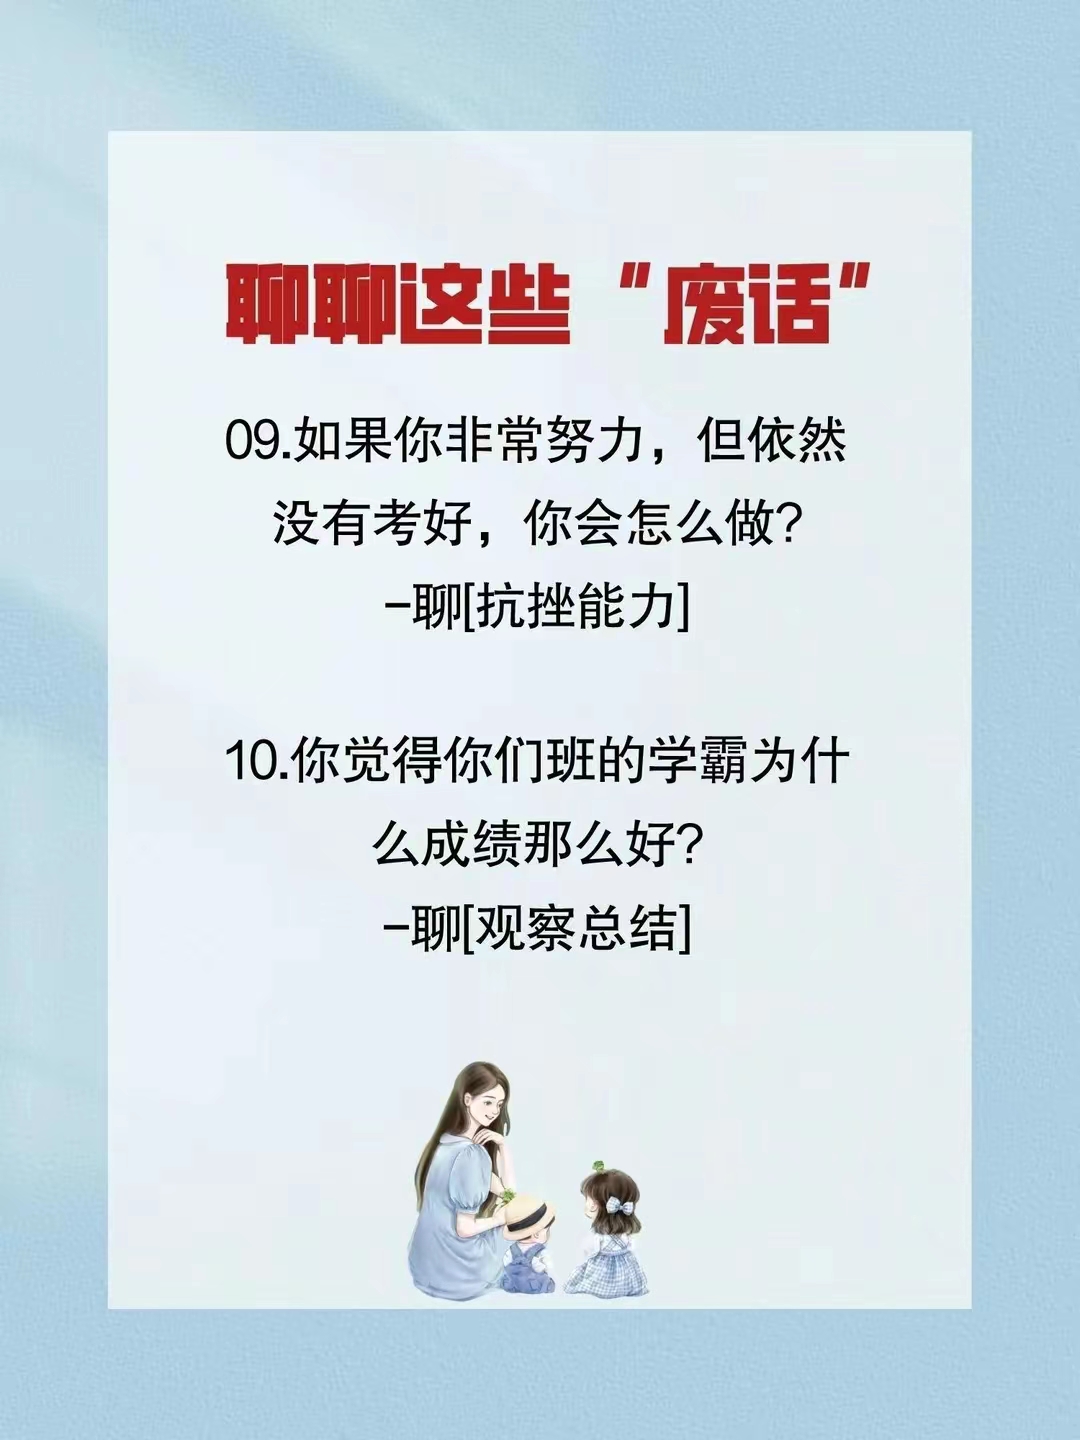 聊聊这些“废话”
09.如果你非常努力，但依然
没有考好，你会怎么做?
-聊[抗挫能力]
10.你觉得你们班的学霸为什
么成绩那么好?
-聊[观察总结]